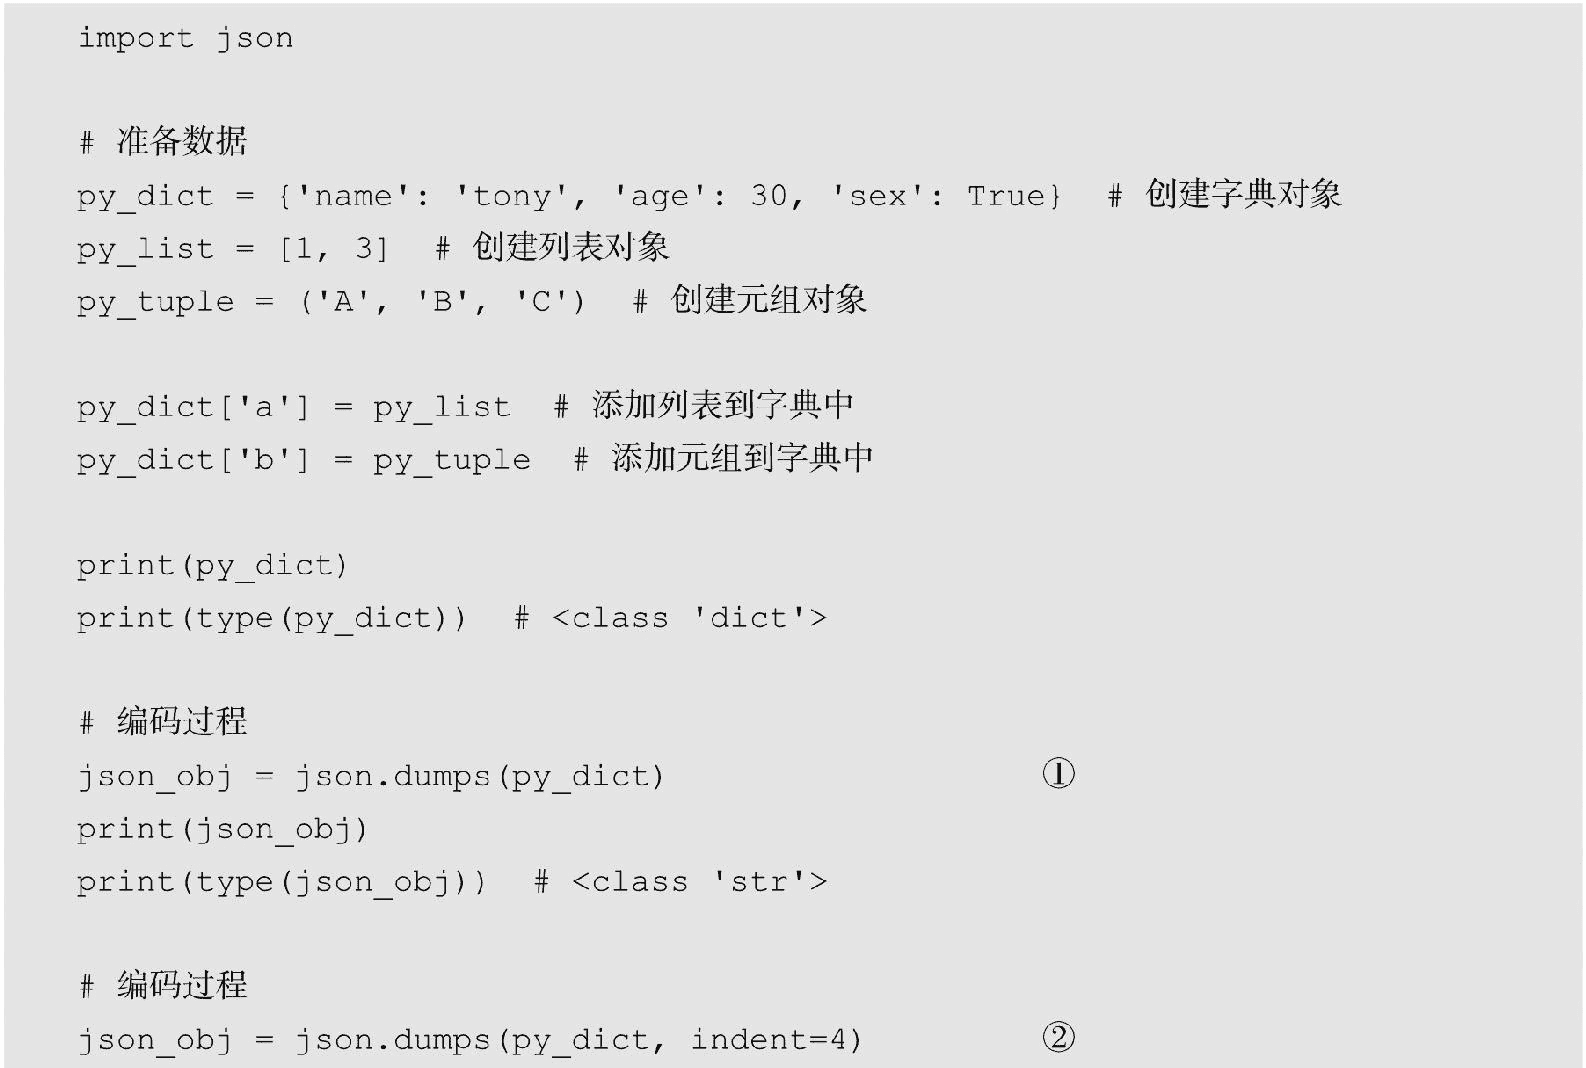 import json
# 准备数据
py_dict = {'name': 'tony', 'age': 30, 'sex': True}  # 创建字典对象
py_list = [1, 3]  # 创建列表对象
py_tuple = ('A', 'B', 'C')  # 创建元组对象
py_dict['a'] = py_list  # 添加列表到字典中
py_dict['b'] = py_tuple  # 添加元组到字典中
print(py_dict)
print(type(py_dict))  # <class 'dict'>
# 编码过程
json_obj = json.dumps(py_dict) ①
print(json_obj)
print(type(json_obj))  # <class 'str'>
# 编码过程
json_obj = json.dumps(py_dict, indent=4) ②